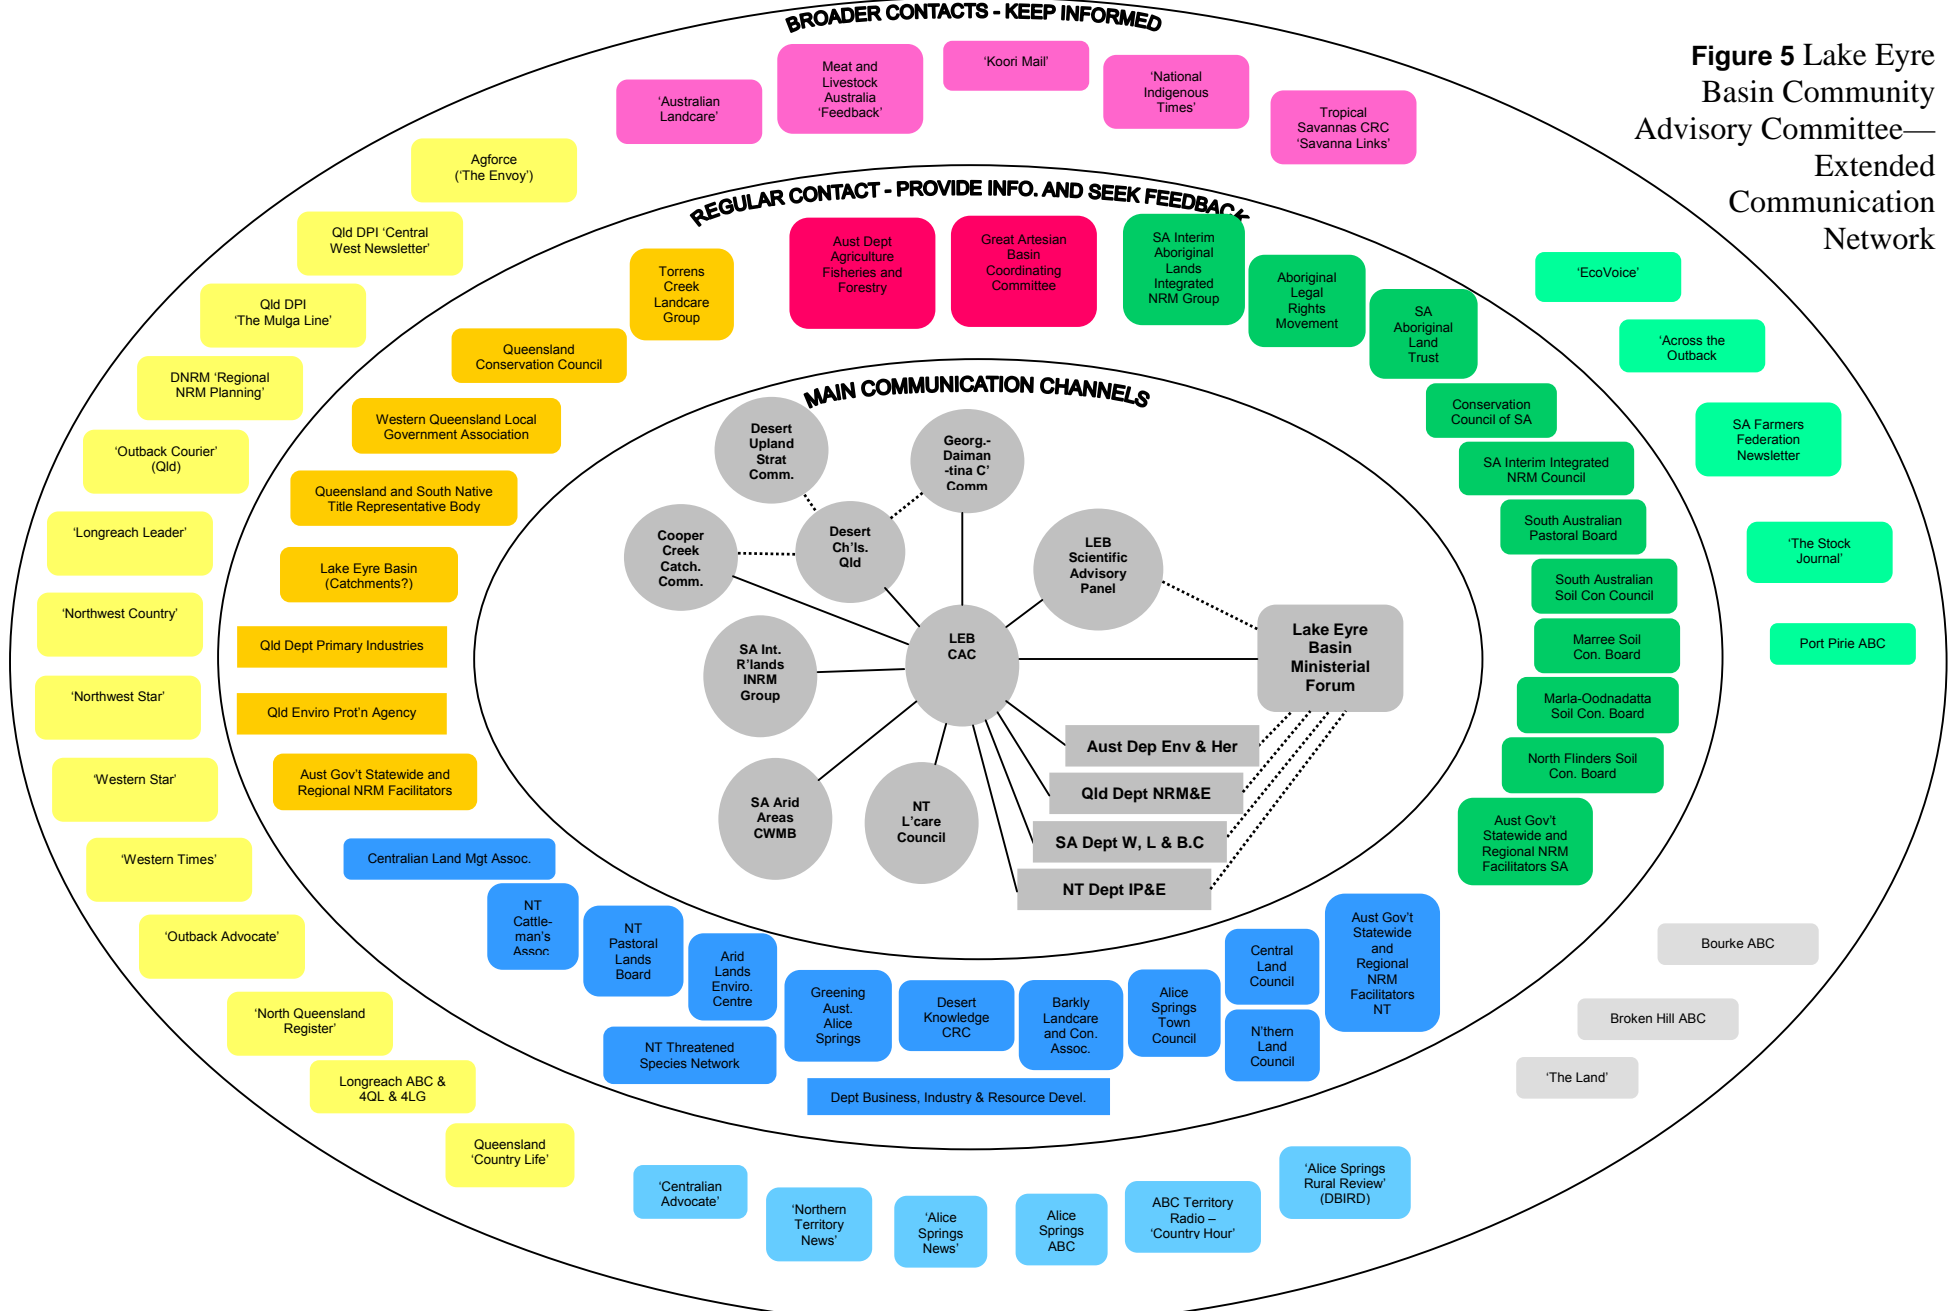 BROADER CONTACTS - KEEP INFORMED
Figure 5 Lake Eyre
Basin Community
Advisory Committee—
Extended
Communication
Network
‘Australian
Landcare’
Meat and
Livestock
Australia
‘Feedback’
‘Koori Mail’
‘National
Indigenous
Times’
Tropical
Savannas CRC
‘Savanna Links’
Agforce
(‘The Envoy’)
Qld DPI ‘Central
West Newsletter’
Qld DPI
‘The Mulga Line’
DNRM ‘Regional
NRM Planning’
‘Outback Courier’
(Qld)
‘Longreach Leader’
‘Northwest Country’
‘Northwest Star’
‘Western Star’
‘Western Times’
‘Outback Advocate’
‘North Queensland
Register’
Longreach ABC &
4QL & 4LG
Queensland
‘Country Life’
‘Centralian
Advocate’
‘Northern
Territory
News’
‘Alice
Springs
News’
Alice
Springs
ABC
ABC Territory
Radio –
‘Country Hour’
‘Alice Springs
Rural Review’
(DBIRD)
‘EcoVoice’
‘Across the
Outback
SA Farmers
Federation
Newsletter
‘The Stock
Journal’
Port Pirie ABC
Bourke ABC
Broken Hill ABC
‘The Land’
REGULAR CONTACT - PROVIDE INFO. AND SEEK FEEDBACK
Torrens
Creek
Landcare
Group
Queensland
Conservation Council
Western Queensland Local
Government Association
Queensland and South Native
Title Representative Body
Lake Eyre Basin
(Catchments?)
Qld Dept Primary Industries
Qld Enviro Prot’n Agency
Aust Gov’t Statewide and
Regional NRM Facilitators
Aust Dept
Agriculture
Fisheries and
Forestry
Great Artesian
Basin
Coordinating
Committee
SA Interim
Aboriginal
Lands
Integrated
NRM Group
Aboriginal
Legal
Rights
Movement
SA
Aboriginal
Land
Trust
Conservation
Council of SA
SA Interim Integrated
NRM Council
South Australian
Pastoral Board
South Australian
Soil Con Council
Marree Soil
Con. Board
Marla-Oodnadatta
Soil Con. Board
North Flinders Soil
Con. Board
Aust Gov’t
Statewide and
Regional NRM
Facilitators SA
Centralian Land Mgt Assoc.
NT
Cattle-
man’s
Assoc
NT
Pastoral
Lands
Board
Arid
Lands
Enviro.
Centre
NT Threatened
Species Network
Greening
Aust.
Alice
Springs
Desert
Knowledge
CRC
Barkly
Landcare
and Con.
Assoc.
Alice
Springs
Town
Council
Central
Land
Council
N’thern
Land
Council
Aust Gov’t
Statewide
and
Regional
NRM
Facilitators
NT
Dept Business, Industry & Resource Devel.
MAIN COMMUNICATION CHANNELS
Desert
Upland
Strat
Comm.
Georg.-
Daiman
-tina C’
Comm
Cooper
Creek
Catch.
Comm.
Desert
Ch’ls.
Qld
LEB
Scientific
Advisory
Panel
LEB
CAC
SA Int.
R’lands
INRM
Group
Lake Eyre
Basin
Ministerial
Forum
SA Arid
Areas
CWMB
NT
L’care
Council
Aust Dep Env & Her
Qld Dept NRM&E
SA Dept W, L & B.C
NT Dept IP&E